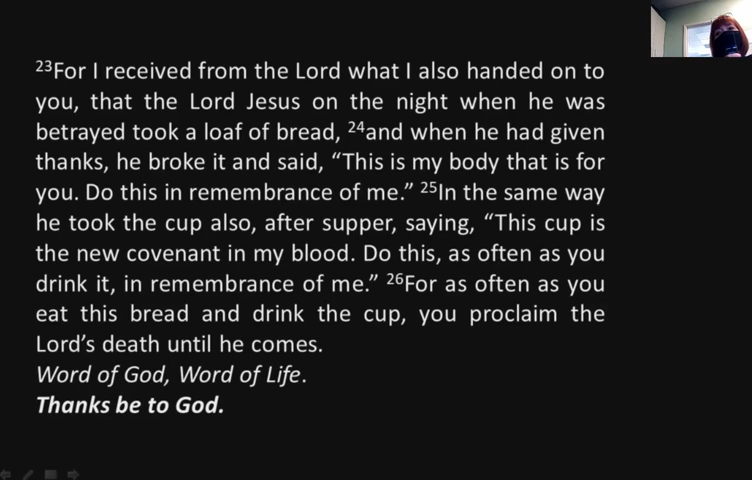 23For I received from the Lord what I also handed on to
you, that the Lord Jesus on the night when he was
betrayed took a loaf of bread, 24and when he had given
thanks, he broke it and said, “This is my body that is for
you. Do this in remembrance of me.” 25In the same way
he took the cup also, after supper, saying, “This cup is
the new covenant in my blood. Do this, as often as you
drink it, in remembrance of me.” 26For as often as you
eat this bread and drink the cup, you proclaim the
Lord’s death until he comes.
Word of God, Word of Life.
Thanks be to God.